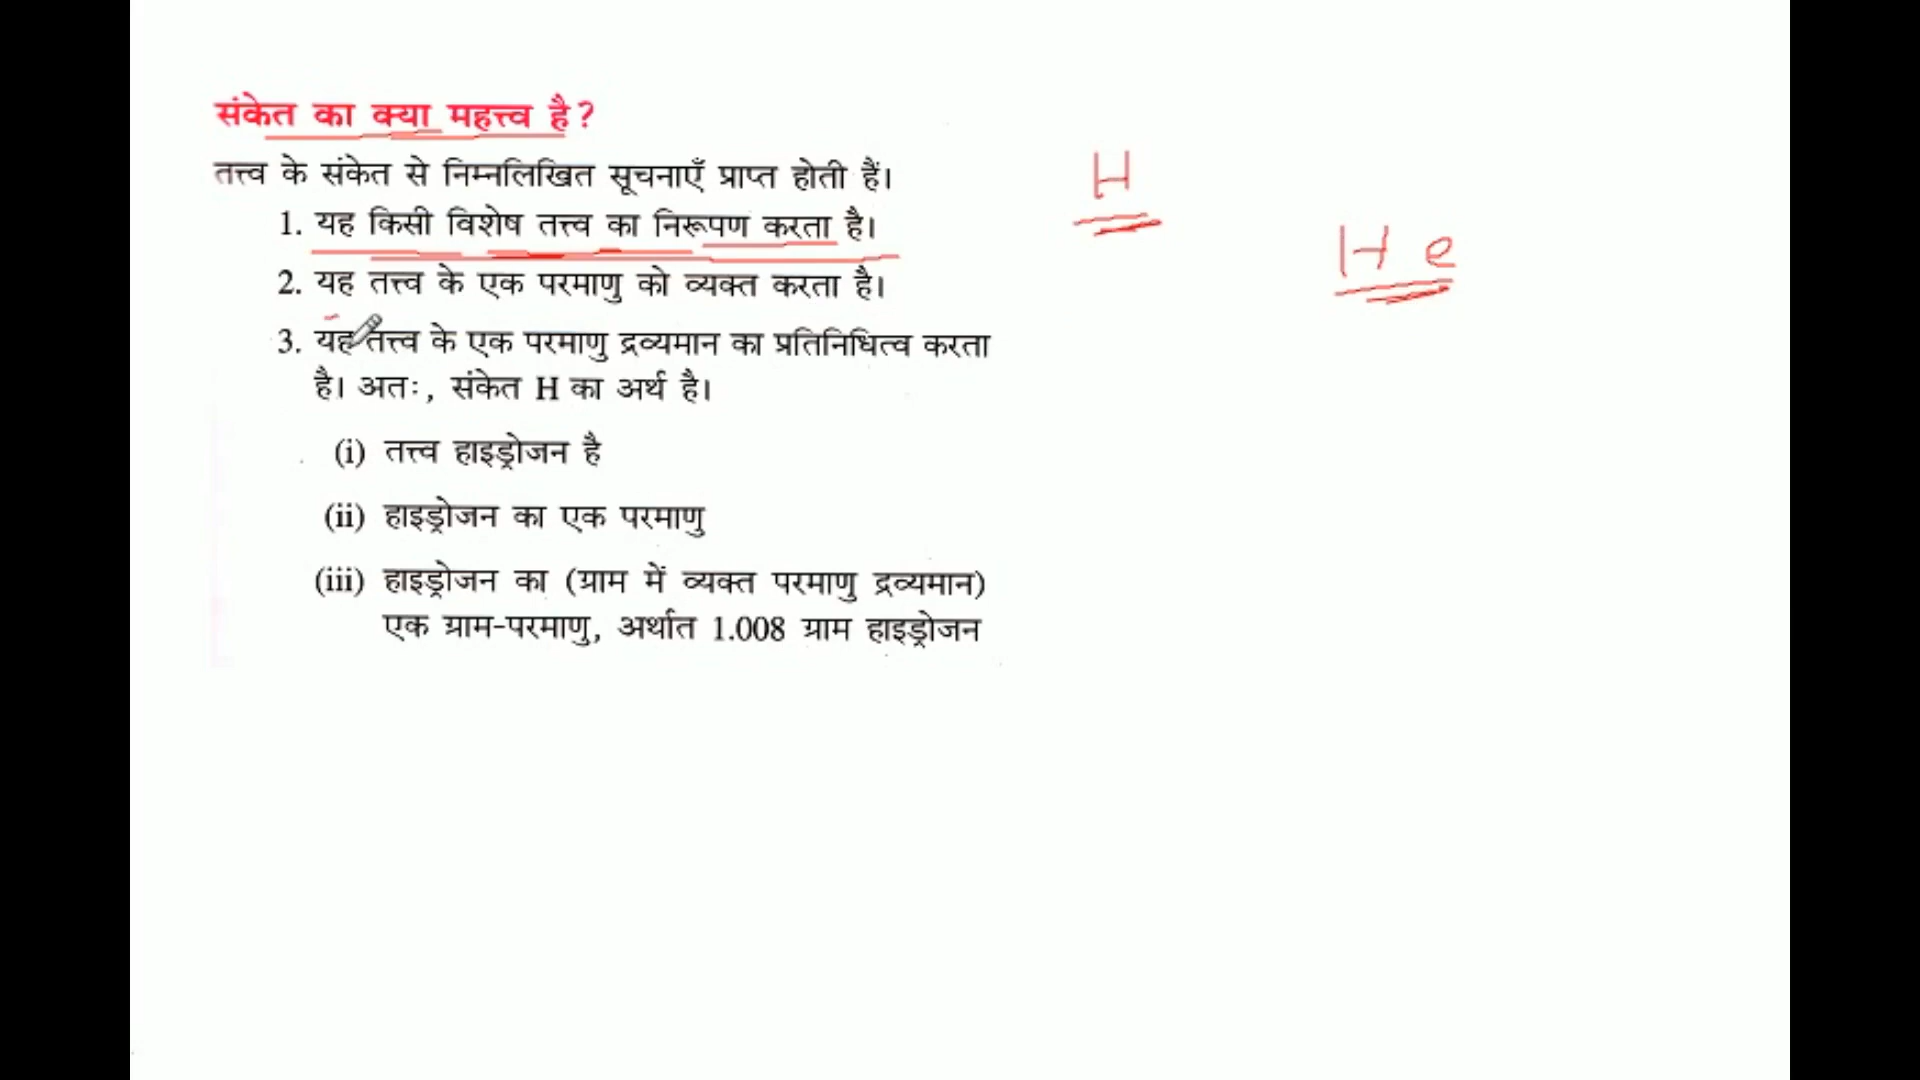 संकेत का क्या महत्त्व है?
तत्त्व के संकेत से निम्नलिखित सूचनाएँ प्राप्त होती हैं।
1. यह किसी विशेष तत्त्व का निरूपण करता है।
2. यह तत्त्व के एक परमाणु को व्यक्त करता है।
3. यह तत्त्व के एक परमाणु द्रव्यमान का प्रतिनिधित्व करता
है। अतः, संकेत H का अर्थ है।
(i) तत्त्व हाइड्रोजन है
(ii) हाइड्रोजन का एक परमाणु
(iii) हाइड्रोजन का (ग्राम में व्यक्त परमाणु द्रव्यमान)
एक ग्राम-परमाणु, अर्थात 1.008 ग्राम हाइड्रोजन
H
He